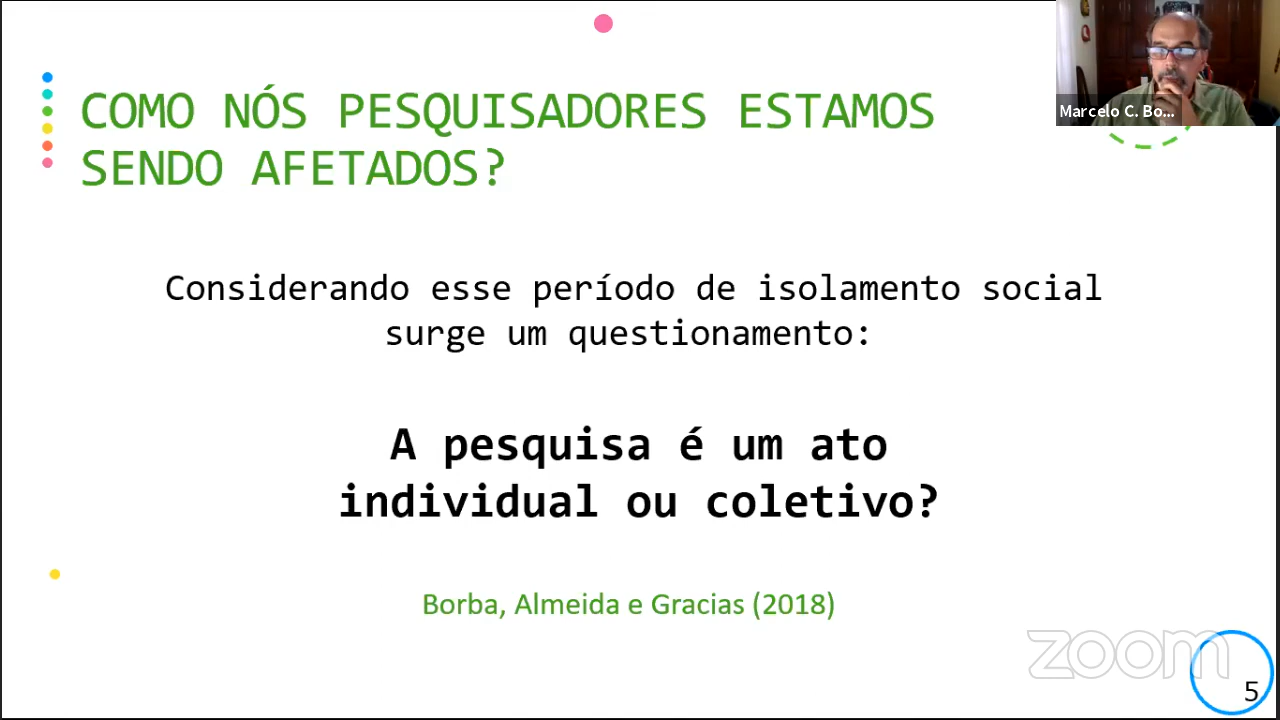 COMO NÓS PESQUISADORES ESTAMOS
SENDO AFETADOS?
Marcelo C. Bo...
Considerando esse período de isolamento social
surge um questionamento:
A pesquisa é um ato
individual ou coletivo?
Borba, Almeida e Gracias (2018)
zoom
5